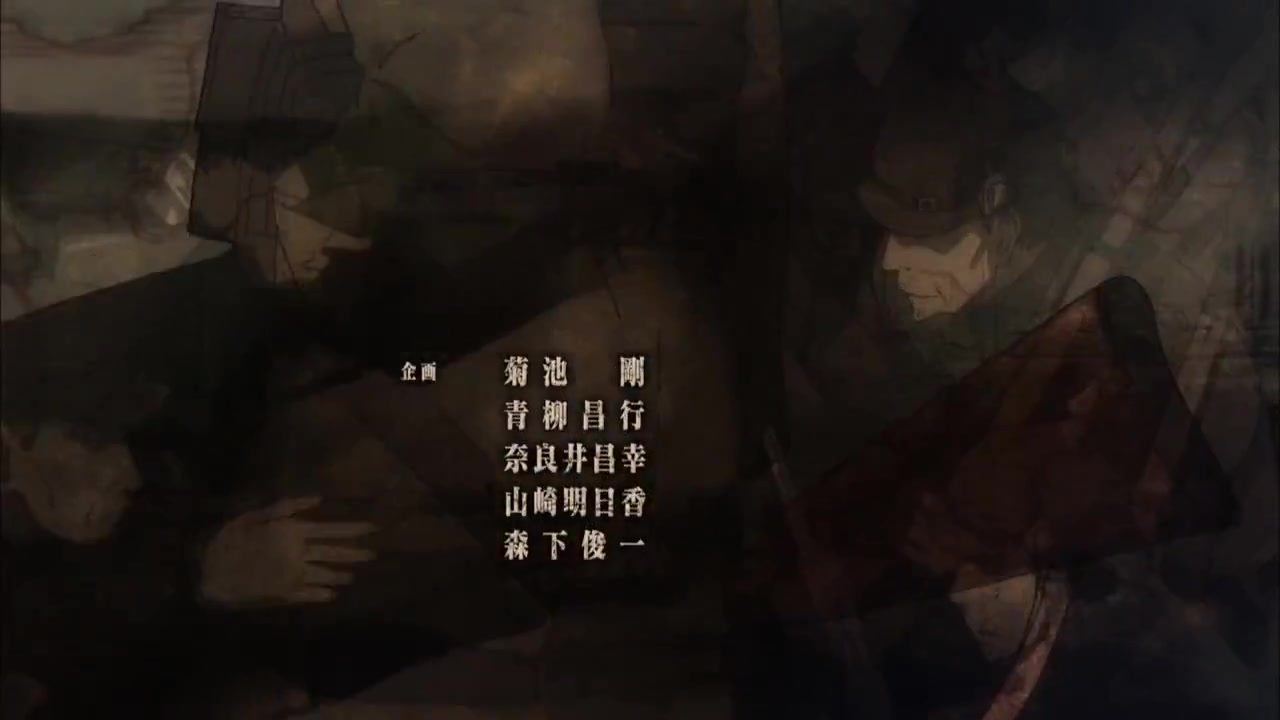 企画 菊池 剛
青柳昌行
奈良井昌幸
山崎明日香
森下俊一